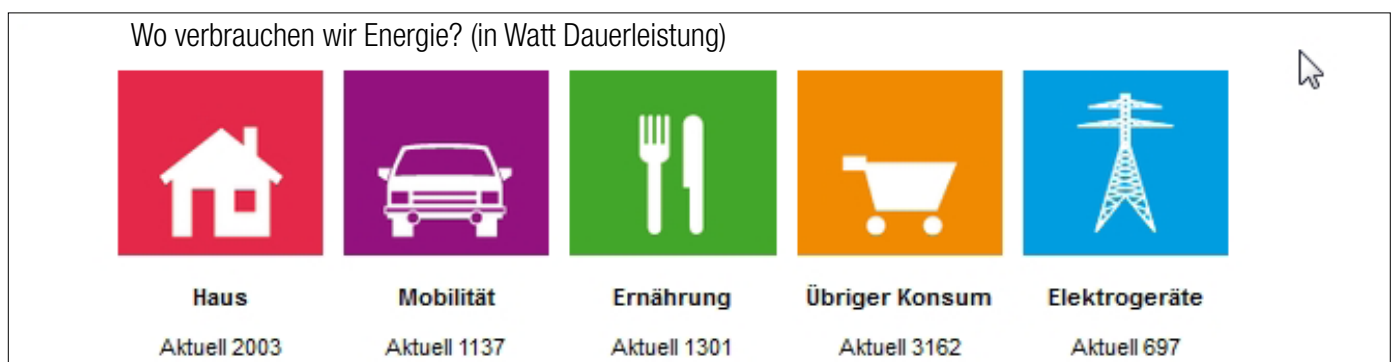 Wo verbrauchen wir Energie? (in Watt Dauerleistung)
Haus Mobilität Ernährung Übriger Konsum Elektrogeräte
Aktuell 2003 Aktuell 1137 Aktuell 1301 Aktuell 3162 Aktuell 697